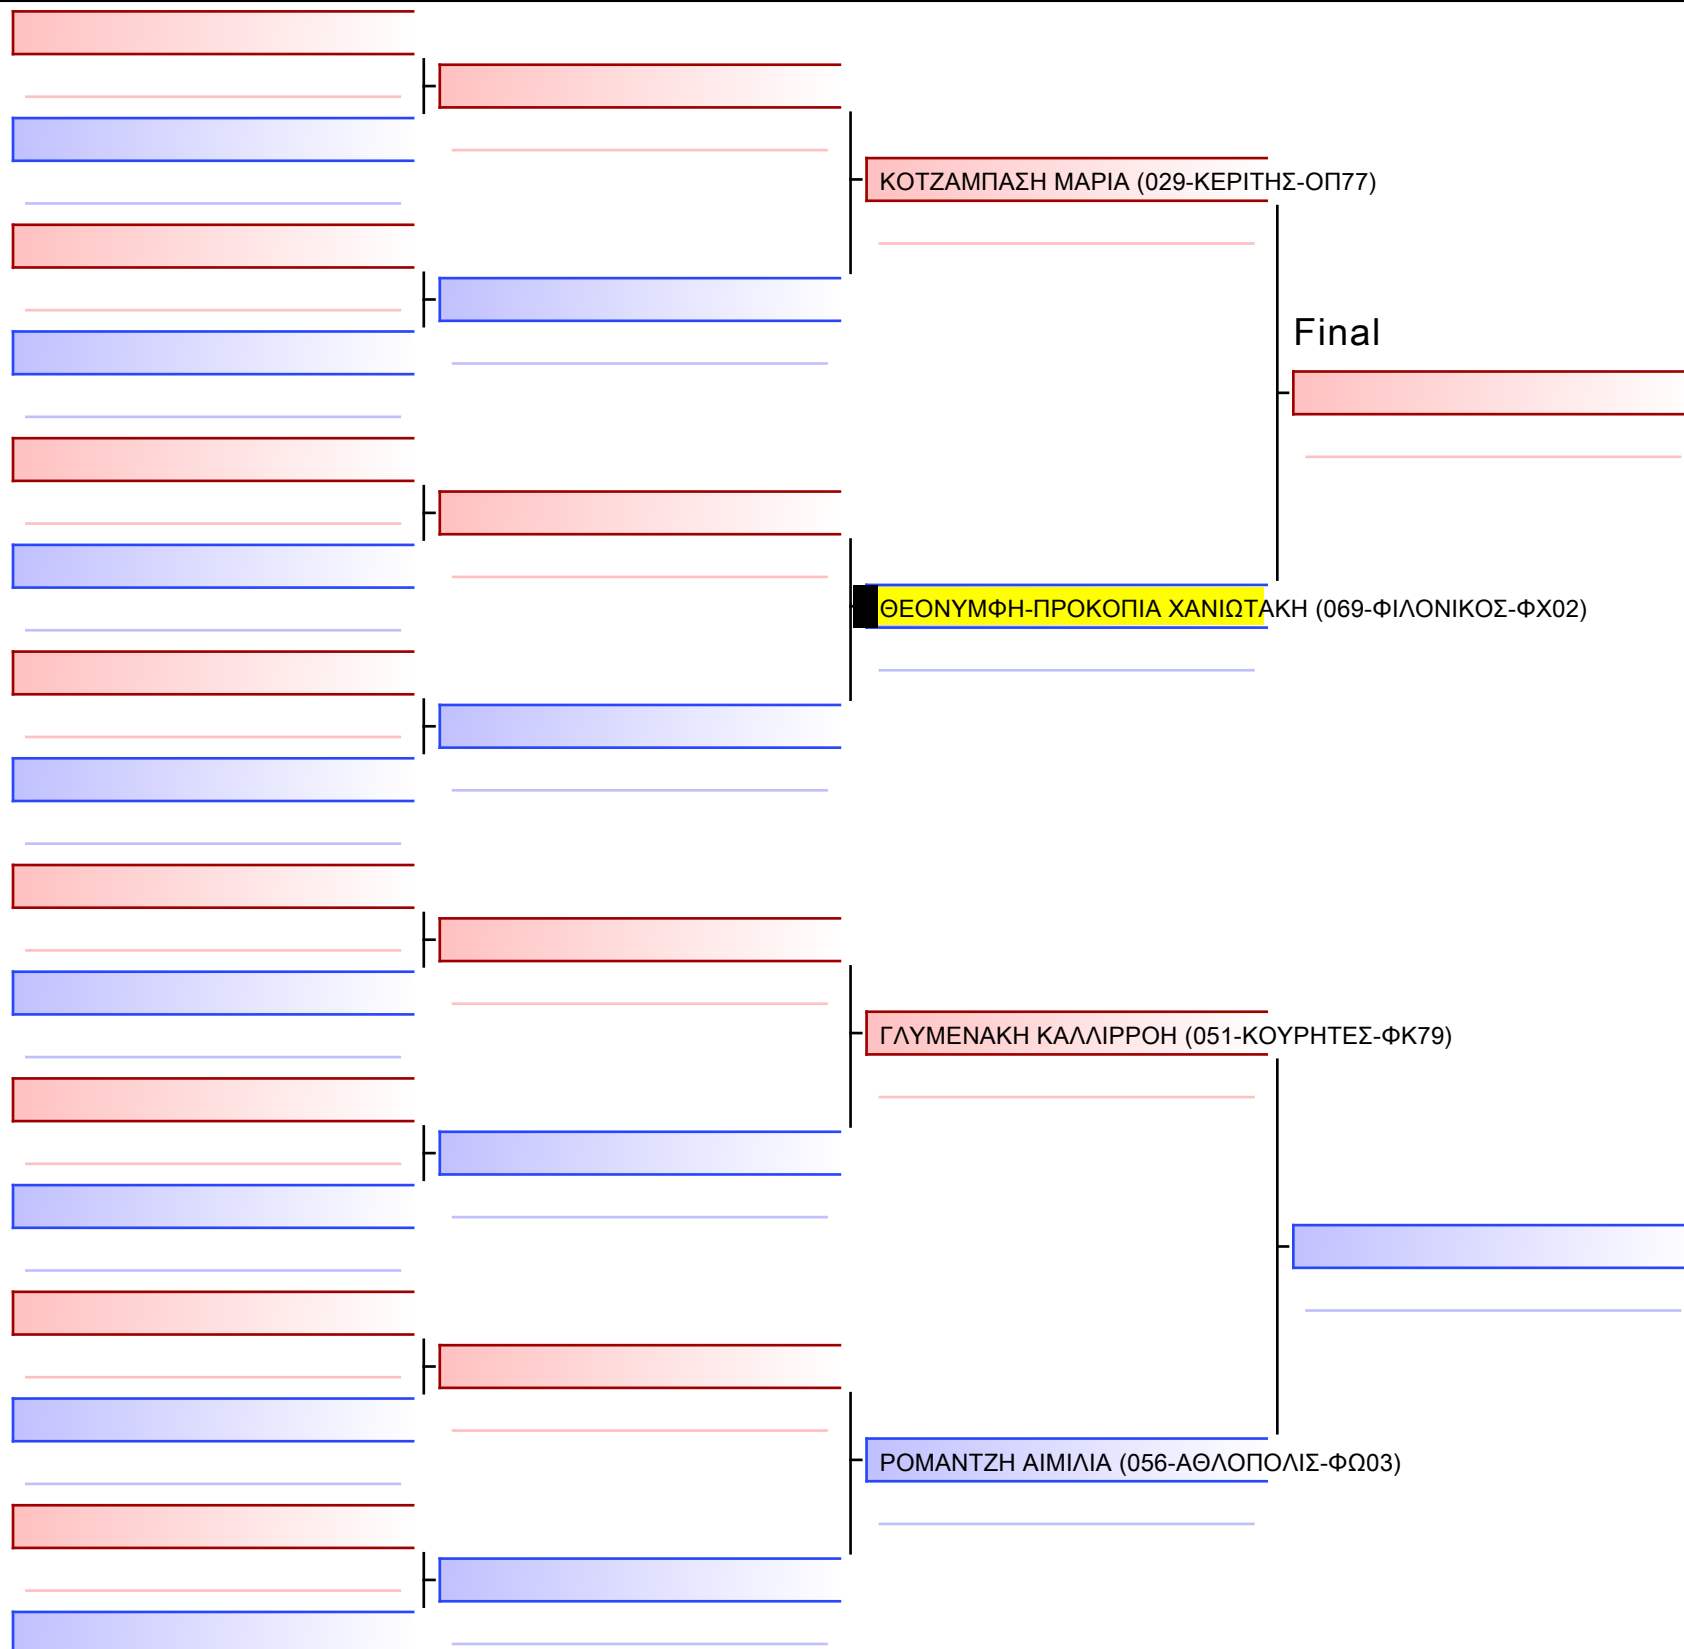 ΚΟΤΖΑΜΠΑΣΗ ΜΑΡΙΑ (029-ΚΕΡΙΤΗΣ-ΟΠ77)
Final
ΘΕΟΝΥΜΦΗ-ΠΡΟΚΟΠΙΑ ΧΑΝΙΩΤΑΚΗ (069-ΦΙΛΟΝΙΚΟΣ-ΦΧ02)
ΓΛΥΜΕΝΑΚΗ ΚΑΛΛΙΡΡΟΗ (051-ΚΟΥΡΗΤΕΣ-ΦΚ79)
ΡΟΜΑΝΤΖΗ ΑΙΜΙΛΙΑ (056-ΑΘΛΟΠΟΛΙΣ-ΦΩ03)